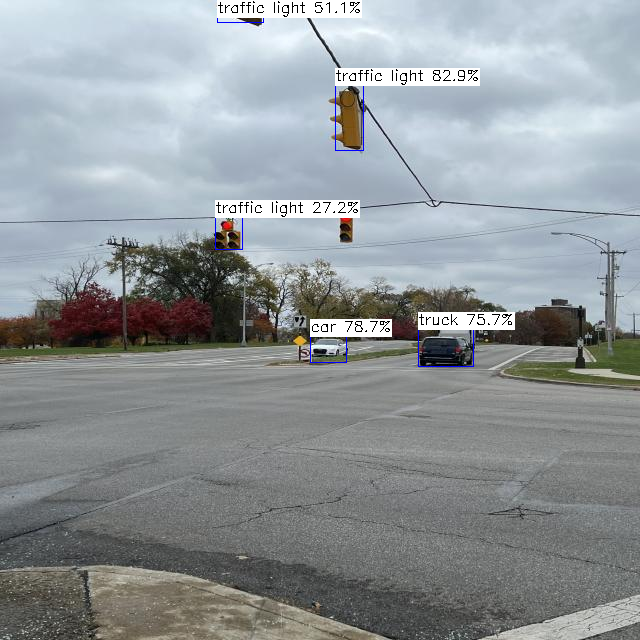 traffic light 51.1%
traffic light 82.9%
traffic light 27.2%
car 78.7%
truck 75.7%